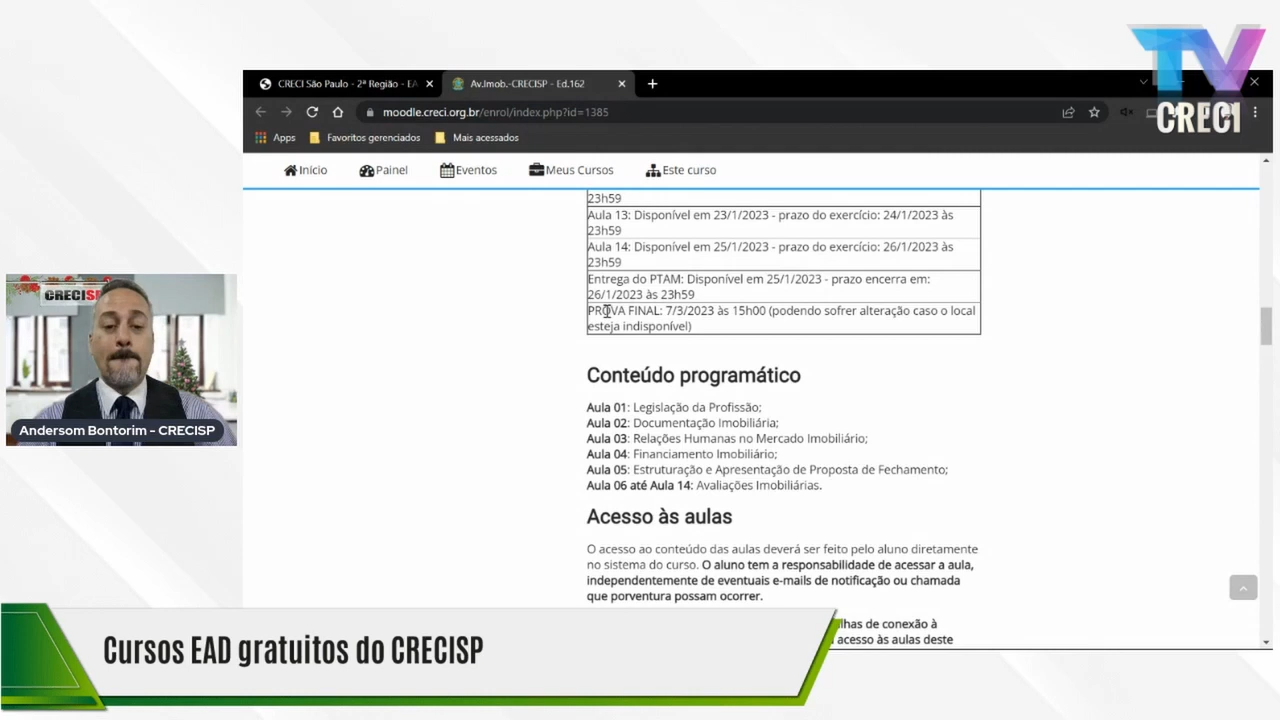 TV
CRECI
CRECI São Paulo - 2ª Região - EA
Av.Imob.-CRECISP - Ed.162
moodle.creci.org.br/enrol/index.php?id=1385
Apps
Favoritos gerenciados
Mais acessados
Início
Painel
Eventos
Meus Cursos
Este curso
23h59
Aula 13: Disponível em 23/1/2023 - prazo do exercício: 24/1/2023 às
23h59
Aula 14: Disponível em 25/1/2023 - prazo do exercício: 26/1/2023 às
23h59
Entrega do PTAM: Disponível em 25/1/2023 - prazo encerra em:
26/1/2023 às 23h59
PROVA FINAL: 7/3/2023 às 15h00 (podendo sofrer alteração caso o local
esteja indisponível)
Conteúdo programático
Aula 01: Legislação da Profissão;
Aula 02: Documentação Imobiliária;
Aula 03: Relações Humanas no Mercado Imobiliário;
Aula 04: Financiamento Imobiliário;
Aula 05: Estruturação e Apresentação de Proposta de Fechamento;
Aula 06 até Aula 14: Avaliações Imobiliárias.
Acesso às aulas
O acesso ao conteúdo das aulas deverá ser feito pelo aluno diretamente
no sistema do curso. O aluno tem a responsabilidade de acessar a aula,
independentemente de eventuais e-mails de notificação ou chamada
que porventura possam ocorrer.
lhas de conexão à
acesso às aulas deste
CRECISP
Andersom Bontorim - CRECISP
Cursos EAD gratuitos do CRECISP